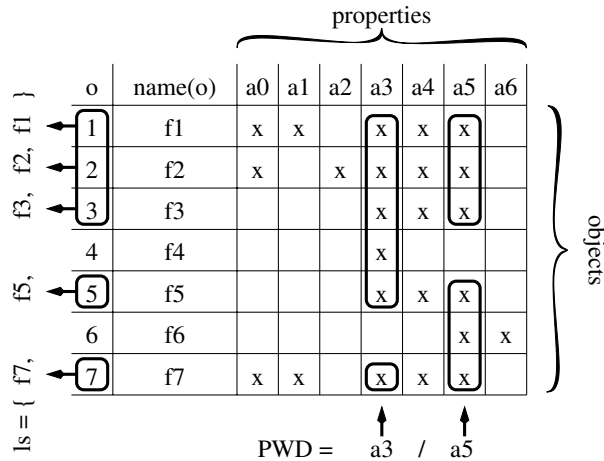 properties
o name(o) a0 a1 a2 a3 a4 a5 a6
1 f1 x x x x x
2 f2 x x x x x
3 f3 x x x
4 f4 x
5 f5 x x x
6 f6 x x
7 f7 x x x x x
PWD = a3 / a5
ls = { f7, f5, f3, f2, f1 }
objects